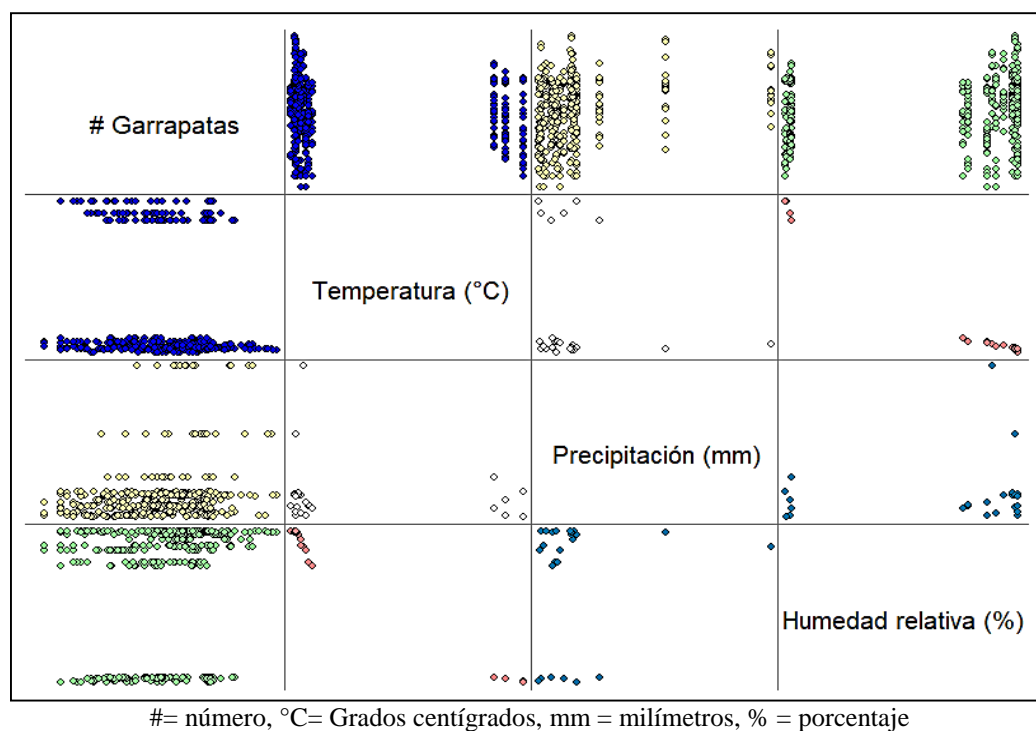 # Garrapatas
Temperatura (°C)
Precipitación (mm)
Humedad relativa (%)
#= número, °C= Grados centígrados, mm = milímetros, % = porcentaje